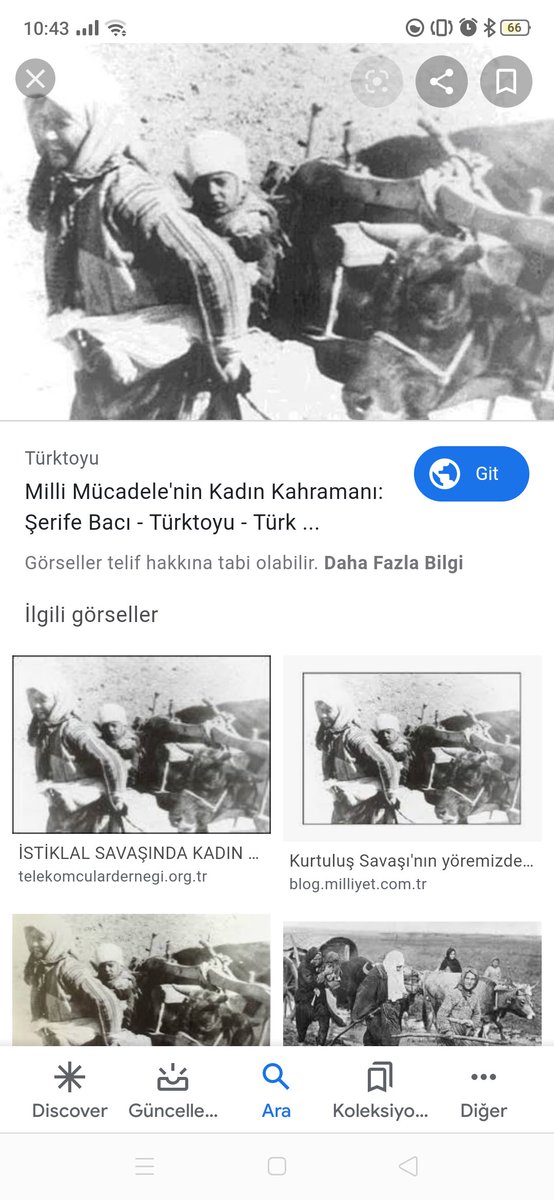 10:43
66
Türktoyu
Milli Mücadele'nin Kadın Kahramanı:
Şerife Bacı - Türktoyu - Türk ...
Git
Görseller telif hakkına tabi olabilir. Daha Fazla Bilgi
İlgili görseller
İSTİKLAL SAVAŞINDA KADIN ...
telekomculardernegi.org.tr
Kurtuluş Savaşı'nın yöremizde...
blog.milliyet.com.tr
Discover
Güncelle...
Ara
Koleksiyo...
Diğer